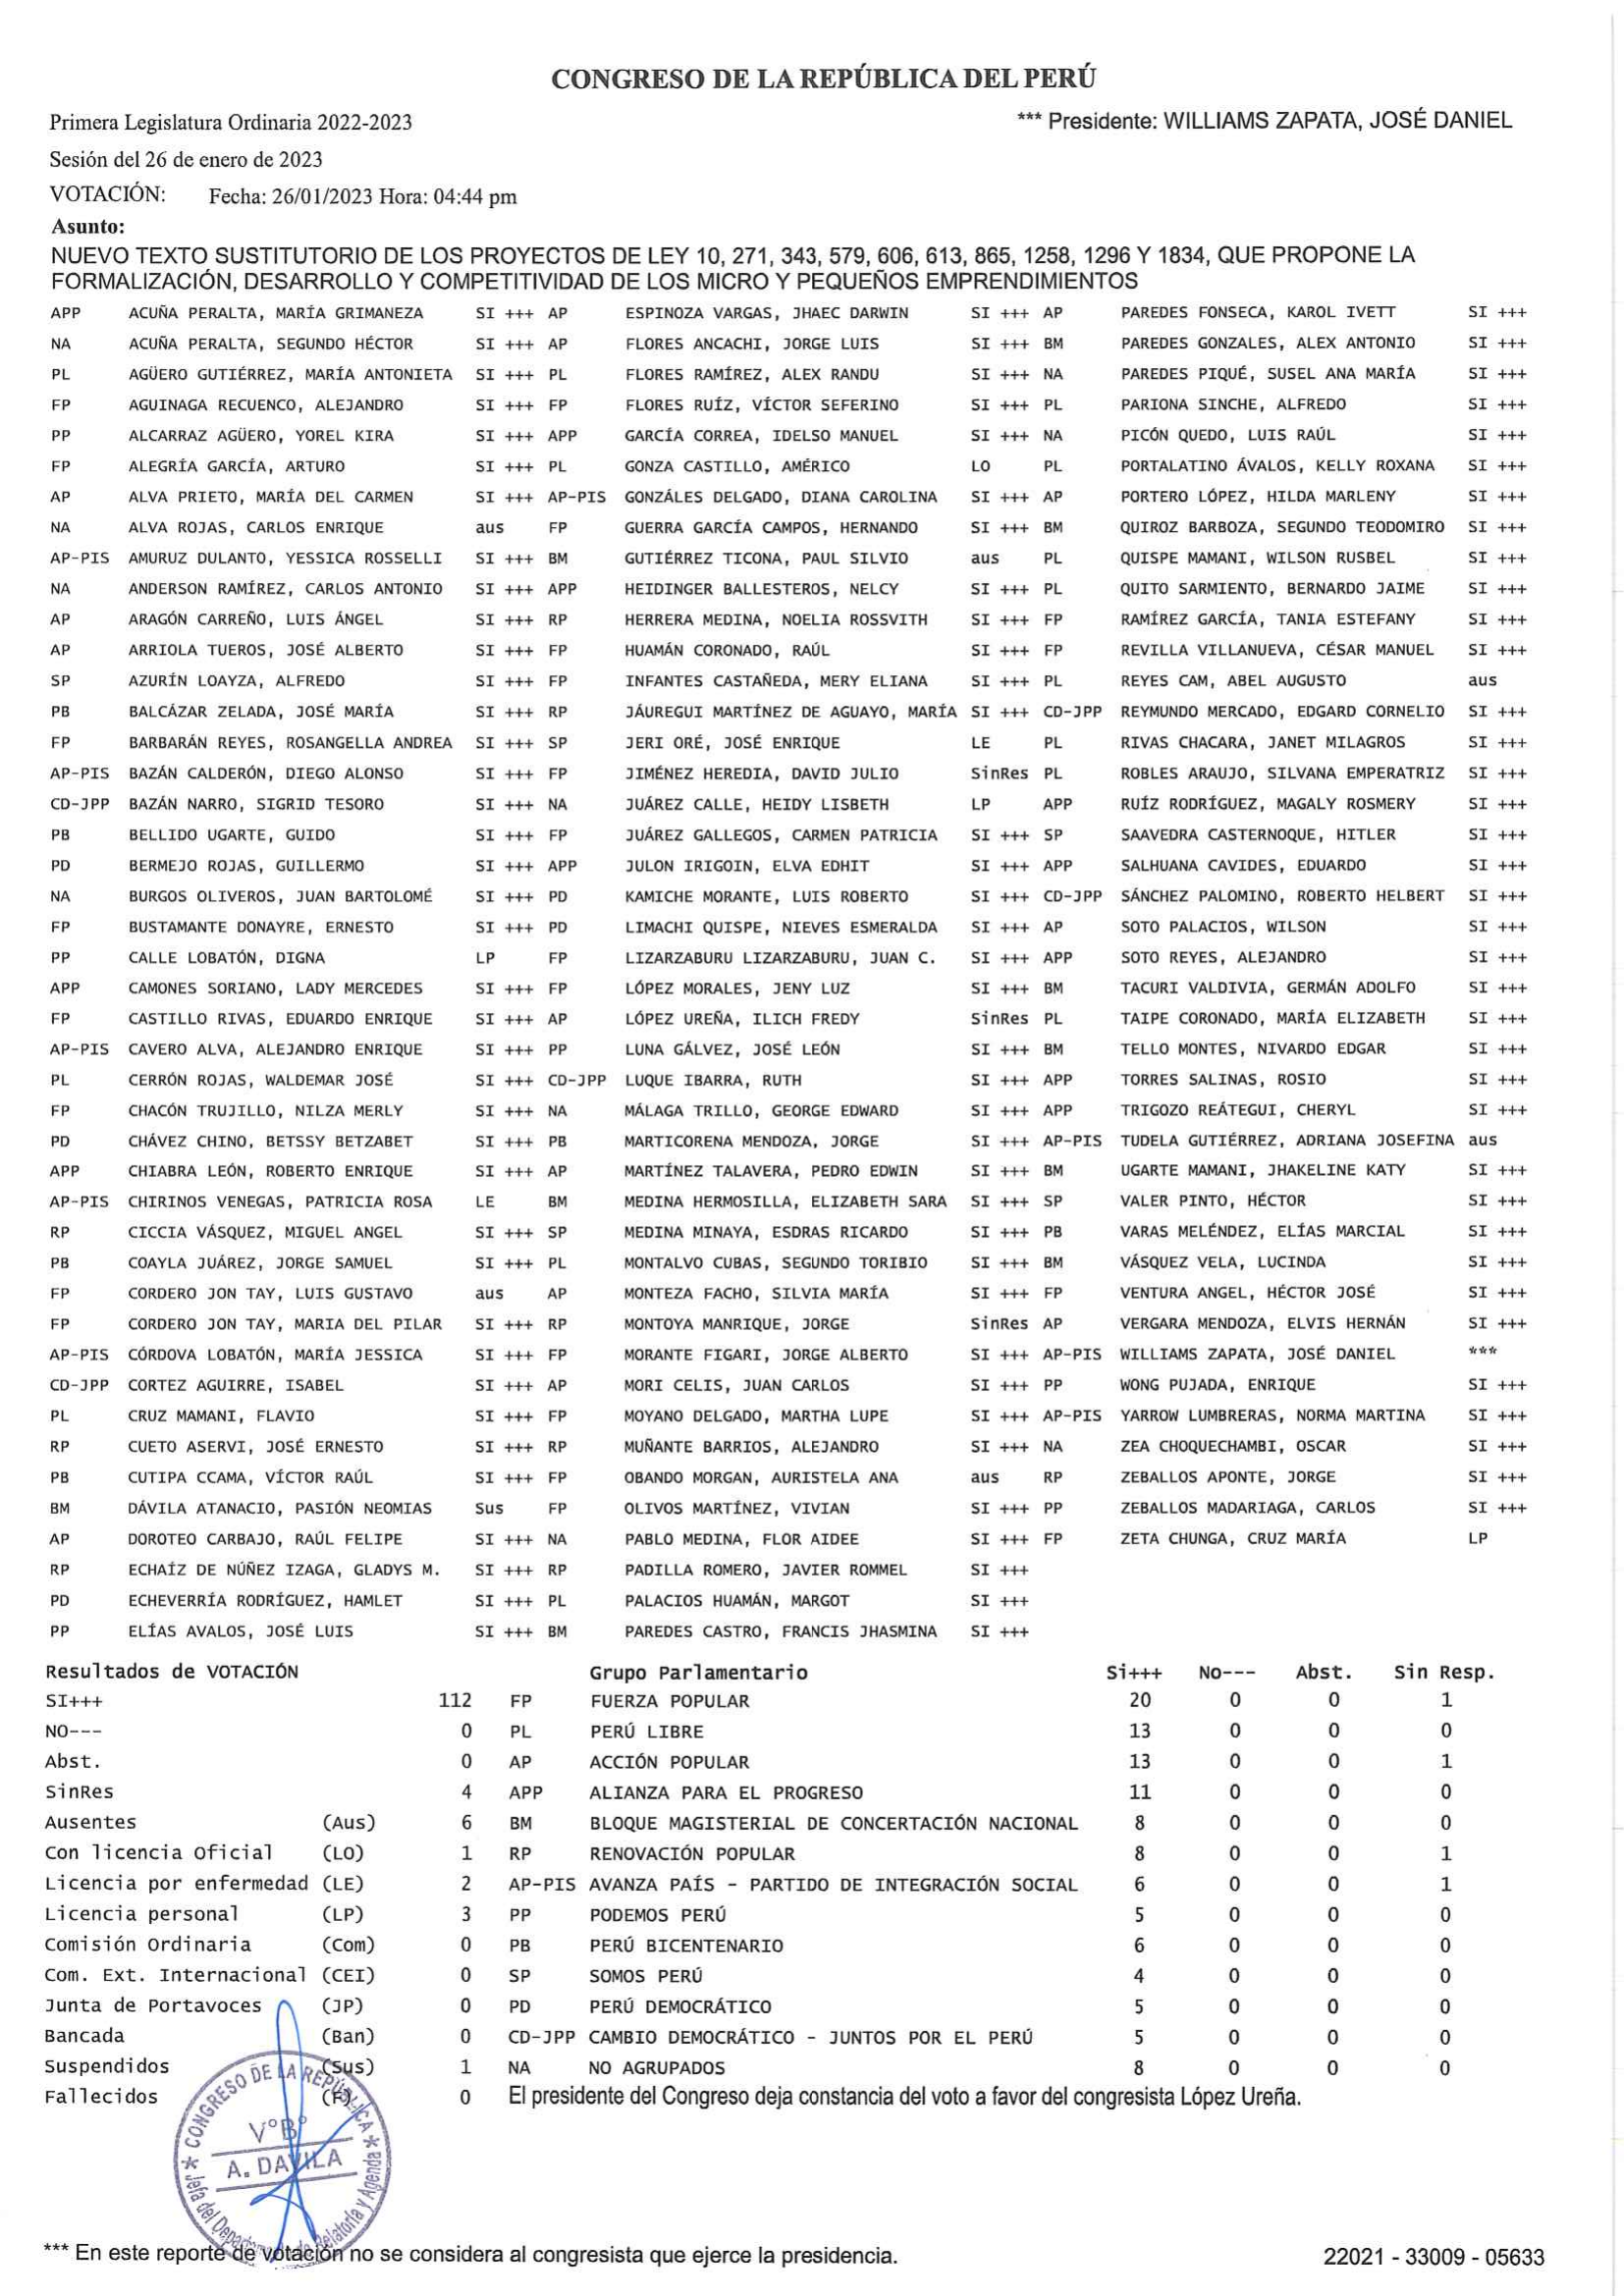 CONGRESO DE LA REPÚBLICA DEL PERÚ
Primera Legislatura Ordinaria 2022-2023
*** Presidente: WILLIAMS ZAPATA, JOSÉ DANIEL
Sesión del 26 de enero de 2023
VOTACIÓN: Fecha: 26/01/2023 Hora: 04:44 pm
Asunto:
NUEVO TEXTO SUSTITUTORIO DE LOS PROYECTOS DE LEY 10, 271, 343, 579, 606, 613, 865, 1258, 1296 Y 1834, QUE PROPONE LA
FORMALIZACIÓN, DESARROLLO Y COMPETITIVIDAD DE LOS MICRO Y PEQUEÑOS EMPRENDIMIENTOS
APP ACUÑA PERALTA, MARÍA GRIMANEZA SI +++ AP ESPINOZA VARGAS, JHAEC DARWIN SI +++ AP PAREDES FONSECA, KAROL IVETT SI +++
NA ACUÑA PERALTA, SEGUNDO HÉCTOR SI +++ AP FLORES ANCACHI, JORGE LUIS SI +++ BM PAREDES GONZALES, ALEX ANTONIO SI +++
PL AGÜERO GUTIÉRREZ, MARÍA ANTONIETA SI +++ PL FLORES RAMÍREZ, ALEX RANDU SI +++ NA PAREDES PIQUÉ, SUSEL ANA MARÍA SI +++
FP AGUINAGA RECUENCO, ALEJANDRO SI +++ FP FLORES RUÍZ, VÍCTOR SEFERINO SI +++ PL PARIONA SINCHE, ALFREDO SI +++
PP ALCARRAZ AGÜERO, YOREL KIRA SI +++ APP GARCÍA CORREA, IDELSO MANUEL SI +++ NA PICÓN QUEDO, LUIS RAÚL SI +++
FP ALEGRÍA GARCÍA, ARTURO SI +++ PL GONZA CASTILLO, AMÉRICO LO PL PORTALATINO ÁVALOS, KELLY ROXANA SI +++
AP ALVA PRIETO, MARÍA DEL CARMEN SI +++ AP-PIS GONZÁLES DELGADO, DIANA CAROLINA SI +++ AP PORTERO LÓPEZ, HILDA MARLENY SI +++
NA ALVA ROJAS, CARLOS ENRIQUE aus FP GUERRA GARCÍA CAMPOS, HERNANDO SI +++ BM QUIROZ BARBOZA, SEGUNDO TEODOMIRO SI +++
AP-PIS AMURUZ DULANTO, YESSICA ROSSELLI SI +++ BM GUTIÉRREZ TICONA, PAUL SILVIO aus PL QUISPE MAMANI, WILSON RUSBEL SI +++
NA ANDERSON RAMÍREZ, CARLOS ANTONIO SI +++ APP HEIDINGER BALLESTEROS, NELCY SI +++ PL QUITO SARMIENTO, BERNARDO JAIME SI +++
AP ARAGÓN CARREÑO, LUIS ÁNGEL SI +++ RP HERRERA MEDINA, NOELIA ROSSVITH SI +++ FP RAMÍREZ GARCÍA, TANIA ESTEFANY SI +++
AP ARRIOLA TUEROS, JOSÉ ALBERTO SI +++ FP HUAMÁN CORONADO, RAÚL SI +++ FP REVILLA VILLANUEVA, CÉSAR MANUEL SI +++
SP AZURÍN LOAYZA, ALFREDO SI +++ FP INFANTES CASTAÑEDA, MERY ELIANA SI +++ PL REYES CAM, ABEL AUGUSTO aus
PB BALCÁZAR ZELADA, JOSÉ MARÍA SI +++ RP JÁUREGUI MARTÍNEZ DE AGUAYO, MARÍA SI +++ CD-JPP REYMUNDO MERCADO, EDGARD CORNELIO SI +++
FP BARBARÁN REYES, ROSANGELLA ANDREA SI +++ SP JERI ORÉ, JOSÉ ENRIQUE LE PL RIVAS CHACARA, JANET MILAGROS SI +++
AP-PIS BAZÁN CALDERÓN, DIEGO ALONSO SI +++ FP JIMÉNEZ HEREDIA, DAVID JULIO SinRes PL ROBLES ARAUJO, SILVANA EMPERATRIZ SI +++
CD-JPP BAZÁN NARRO, SIGRID TESORO SI +++ NA JUÁREZ CALLE, HEIDY LISBETH LP APP RUÍZ RODRÍGUEZ, MAGALY ROSMERY SI +++
PB BELLIDO UGARTE, GUIDO SI +++ FP JUÁREZ GALLEGOS, CARMEN PATRICIA SI +++ SP SAAVEDRA CASTERNOQUE, HITLER SI +++
PD BERMEJO ROJAS, GUILLERMO SI +++ APP JULON IRIGOIN, ELVA EDHIT SI +++ APP SALHUANA CAVIDES, EDUARDO SI +++
NA BURGOS OLIVEROS, JUAN BARTOLOMÉ SI +++ PD KAMICHE MORANTE, LUIS ROBERTO SI +++ CD-JPP SÁNCHEZ PALOMINO, ROBERTO HELBERT SI +++
FP BUSTAMANTE DONAYRE, ERNESTO SI +++ PD LIMACHI QUISPE, NIEVES ESMERALDA SI +++ AP SOTO PALACIOS, WILSON SI +++
PP CALLE LOBATÓN, DIGNA LP FP LIZARZABURU LIZARZABURU, JUAN C. SI +++ APP SOTO REYES, ALEJANDRO SI +++
APP CAMONES SORIANO, LADY MERCEDES SI +++ FP LÓPEZ MORALES, JENY LUZ SI +++ BM TACURI VALDIVIA, GERMÁN ADOLFO SI +++
FP CASTILLO RIVAS, EDUARDO ENRIQUE SI +++ AP LÓPEZ UREÑA, ILICH FREDY SinRes PL TAIPE CORONADO, MARÍA ELIZABETH SI +++
AP-PIS CAVERO ALVA, ALEJANDRO ENRIQUE SI +++ PP LUNA GÁLVEZ, JOSÉ LEÓN SI +++ BM TELLO MONTES, NIVARDO EDGAR SI +++
PL CERRÓN ROJAS, WALDEMAR JOSÉ SI +++ CD-JPP LUQUE IBARRA, RUTH SI +++ APP TORRES SALINAS, ROSIO SI +++
FP CHACÓN TRUJILLO, NILZA MERLY SI +++ NA MÁLAGA TRILLO, GEORGE EDWARD SI +++ APP TRIGOZO REÁTEGUI, CHERYL SI +++
PD CHÁVEZ CHINO, BETSSY BETZABET SI +++ PB MARTICORENA MENDOZA, JORGE SI +++ AP-PIS TUDELA GUTIÉRREZ, ADRIANA JOSEFINA aus
APP CHIABRA LEÓN, ROBERTO ENRIQUE SI +++ AP MARTÍNEZ TALAVERA, PEDRO EDWIN SI +++ BM UGARTE MAMANI, JHAKELINE KATY SI +++
AP-PIS CHIRINOS VENEGAS, PATRICIA ROSA LE BM MEDINA HERMOSILLA, ELIZABETH SARA SI +++ SP VALER PINTO, HÉCTOR SI +++
RP CICCIA VÁSQUEZ, MIGUEL ANGEL SI +++ SP MEDINA MINAYA, ESDRAS RICARDO SI +++ PB VARAS MELÉNDEZ, ELÍAS MARCIAL SI +++
PB COAYLA JUÁREZ, JORGE SAMUEL SI +++ PL MONTALVO CUBAS, SEGUNDO TORIBIO SI +++ BM VÁSQUEZ VELA, LUCINDA SI +++
FP CORDERO JON TAY, LUIS GUSTAVO aus AP MONTEZA FACHO, SILVIA MARÍA SI +++ FP VENTURA ANGEL, HÉCTOR JOSÉ SI +++
FP CORDERO JON TAY, MARIA DEL PILAR SI +++ RP MONTOYA MANRIQUE, JORGE SinRes AP VERGARA MENDOZA, ELVIS HERNÁN SI +++
AP-PIS CÓRDOVA LOBATÓN, MARÍA JESSICA SI +++ FP MORANTE FIGARI, JORGE ALBERTO SI +++ AP-PIS WILLIAMS ZAPATA, JOSÉ DANIEL ***
CD-JPP CORTEZ AGUIRRE, ISABEL SI +++ AP MORI CELIS, JUAN CARLOS SI +++ PP WONG PUJADA, ENRIQUE SI +++
PL CRUZ MAMANI, FLAVIO SI +++ FP MOYANO DELGADO, MARTHA LUPE SI +++ AP-PIS YARROW LUMBRERAS, NORMA MARTINA SI +++
RP CUETO ASERVI, JOSÉ ERNESTO SI +++ RP MUÑANTE BARRIOS, ALEJANDRO SI +++ NA ZEA CHOQUECHAMBI, OSCAR SI +++
PB CUTIPA CCAMA, VÍCTOR RAÚL SI +++ FP OBANDO MORGAN, AURISTELA ANA aus RP ZEBALLOS APONTE, JORGE SI +++
BM DÁVILA ATANACIO, PASIÓN NEOMIAS Sus FP OLIVOS MARTÍNEZ, VIVIAN SI +++ PP ZEBALLOS MADARIAGA, CARLOS SI +++
AP DOROTEO CARBAJO, RAÚL FELIPE SI +++ NA PABLO MEDINA, FLOR AIDEE SI +++ FP ZETA CHUNGA, CRUZ MARÍA LP
RP ECHAÍZ DE NÚÑEZ IZAGA, GLADYS M. SI +++ RP PADILLA ROMERO, JAVIER ROMMEL SI +++
PD ECHEVERRÍA RODRÍGUEZ, HAMLET SI +++ PL PALACIOS HUAMÁN, MARGOT SI +++
PP ELÍAS AVALOS, JOSÉ LUIS SI +++ BM PAREDES CASTRO, FRANCIS JHASMINA SI +++
Resultados de VOTACIÓN Grupo Parlamentario Si+++ No--- Abst. Sin Resp.
SI+++ 112 FP FUERZA POPULAR 20 0 0 1
NO--- 0 PL PERÚ LIBRE 13 0 0 0
Abst. 0 AP ACCIÓN POPULAR 13 0 0 1
SinRes 4 APP ALIANZA PARA EL PROGRESO 11 0 0 0
Ausentes (Aus) 6 BM BLOQUE MAGISTERIAL DE CONCERTACIÓN NACIONAL 8 0 0 0
Con licencia Oficial (LO) 1 RP RENOVACIÓN POPULAR 8 0 0 1
Licencia por enfermedad (LE) 2 AP-PIS AVANZA PAÍS - PARTIDO DE INTEGRACIÓN SOCIAL 6 0 0 1
Licencia personal (LP) 3 PP PODEMOS PERÚ 5 0 0 0
Comisión Ordinaria (Com) 0 PB PERÚ BICENTENARIO 6 0 0 0
Com. Ext. Internacional (CEI) 0 SP SOMOS PERÚ 4 0 0 0
Junta de Portavoces (JP) 0 PD PERÚ DEMOCRÁTICO 5 0 0 0
Bancada (Ban) 0 CD-JPP CAMBIO DEMOCRÁTICO - JUNTOS POR EL PERÚ 5 0 0 0
Suspendidos (Sus) 1 NA NO AGRUPADOS 8 0 0 0
Fallecidos (F) 0 El presidente del Congreso deja constancia del voto a favor del congresista López Ureña.
CONGRESO DE LA REPÚBLICA
V°B°
A. DAVILA
Jefa del Departamento de Relatoría y Agenda
*** En este reporte de votación no se considera al congresista que ejerce la presidencia.
22021 - 33009 - 05633